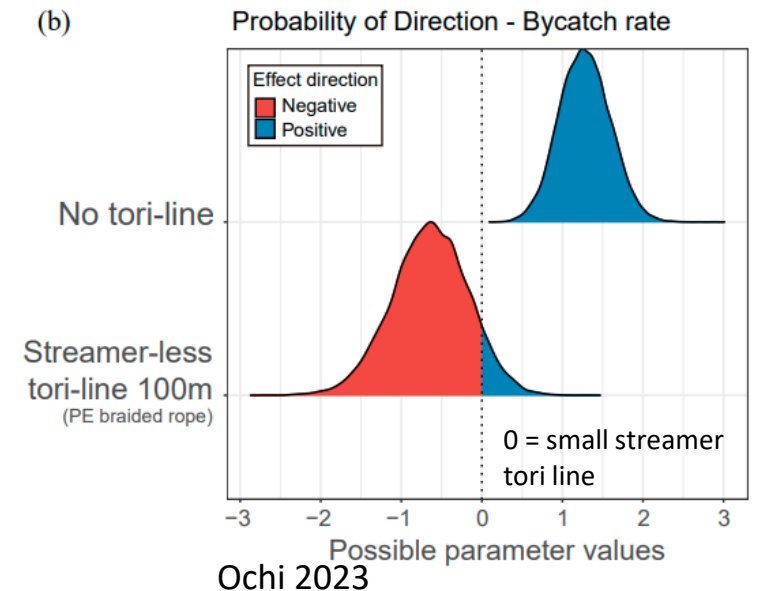 (b)
Probability of Direction - Bycatch rate
Effect direction
Negative
Positive
No tori-line
Streamer-less
tori-line 100m
(PE braided rope)
0 = small streamer
tori line
−3 −2 −1 0 1 2 3
Possible parameter values
Ochi 2023